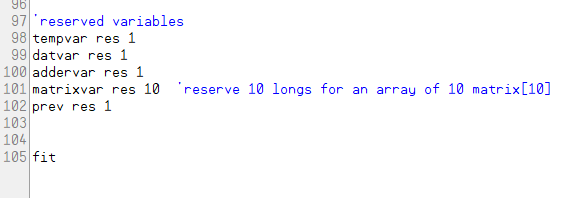 96
97 'reserved variables
98 tempvar res 1
99 datvar res 1
100 addervar res 1
101 matrixvar res 10  'reserve 10 longs for an array of 10 matrix[10]
102 prev res 1
103
104
105 fit